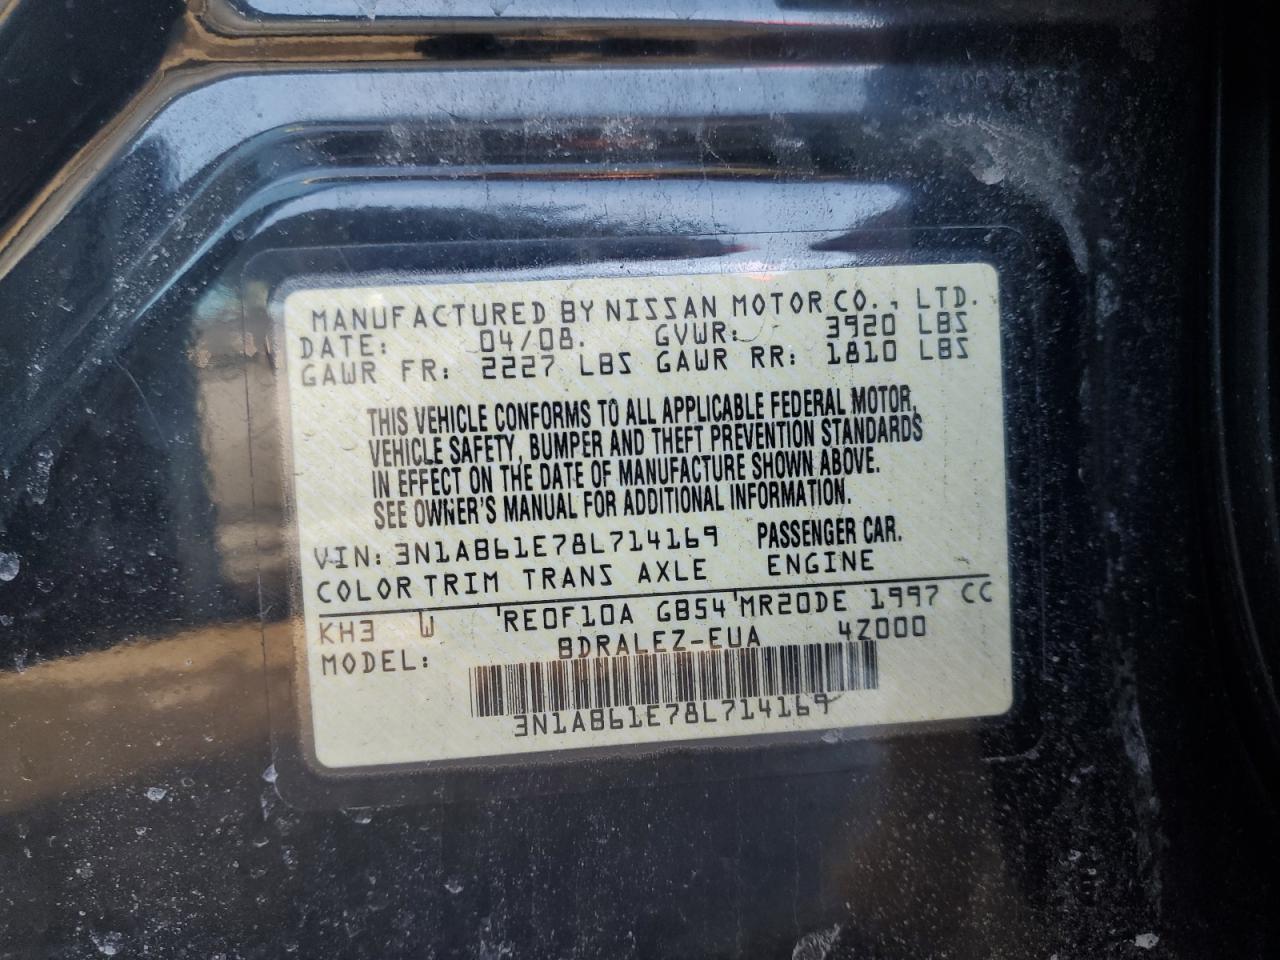 MANUFACTURED BY NISSAN MOTOR CO., LTD.
DATE: 04/08. GVWR: 3920 LBS
GAWR FR: 2227 LBS GAWR RR: 1810 LBS
THIS VEHICLE CONFORMS TO ALL APPLICABLE FEDERAL MOTOR
VEHICLE SAFETY, BUMPER AND THEFT PREVENTION STANDARDS
IN EFFECT ON THE DATE OF MANUFACTURE SHOWN ABOVE.
SEE OWNER'S MANUAL FOR ADDITIONAL INFORMATION.
VIN: 3N1AB61E78L714169 PASSENGER CAR.
COLOR TRIM TRANS AXLE ENGINE
KH3 W 'RE0F10A GB54'MR20DE 1997 CC
MODEL: BDRALEZ-EUA 4Z000
3N1AB61E78L714169